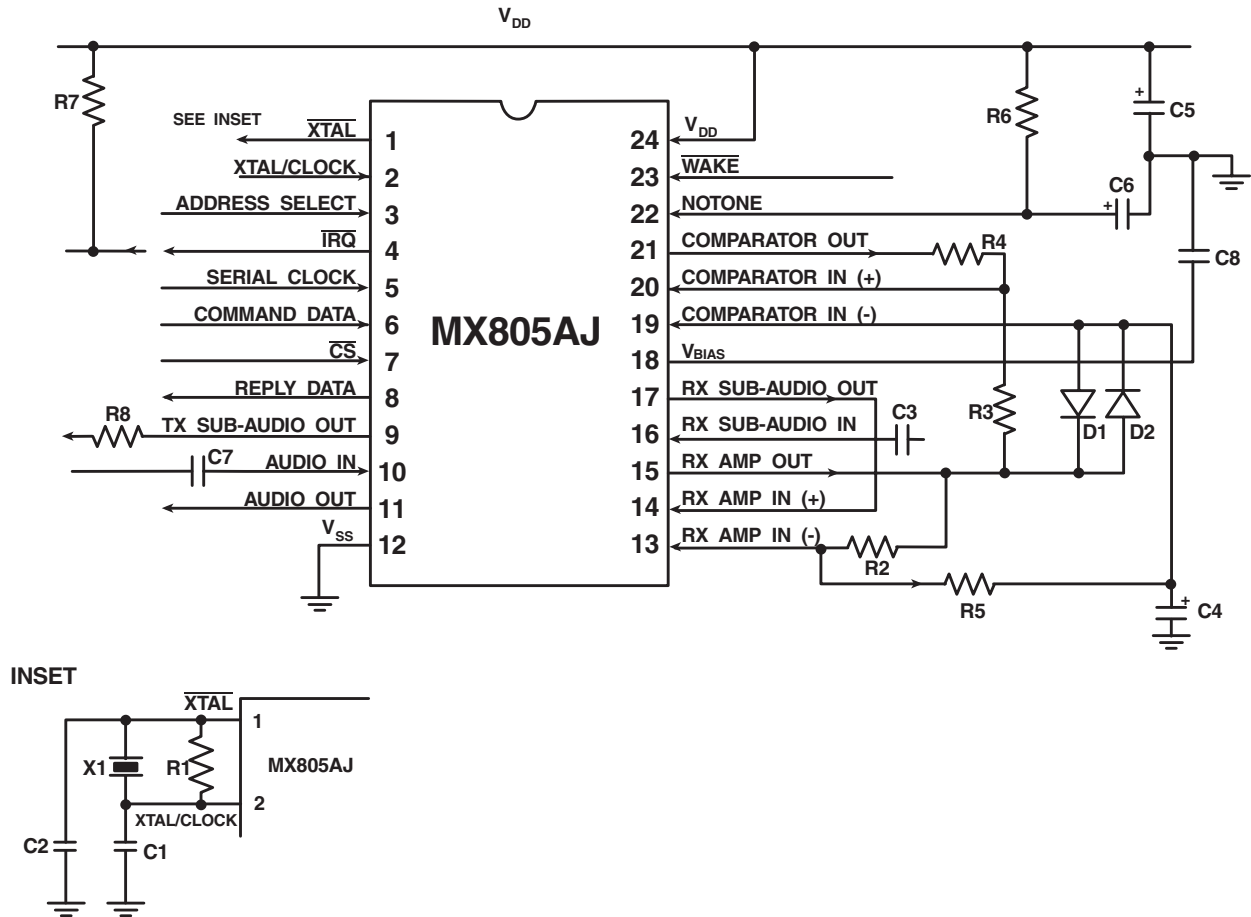 V_DD
R7
SEE INSET
XTAL
XTAL/CLOCK
ADDRESS SELECT
IRQ
SERIAL CLOCK
COMMAND DATA
CS
REPLY DATA
R8
TX SUB-AUDIO OUT
C7
AUDIO IN
AUDIO OUT
V_SS
1
2
3
4
5
6
7
8
9
10
11
12
MX805AJ
24
23
22
21
20
19
18
17
16
15
14
13
V_DD
WAKE
NOTONE
COMPARATOR OUT
COMPARATOR IN (+)
COMPARATOR IN (-)
VBIAS
RX SUB-AUDIO OUT
RX SUB-AUDIO IN
RX AMP OUT
RX AMP IN (+)
RX AMP IN (-)
R6
+
C5
+
C6
C8
R4
R3
D1
D2
C3
R2
R5
+
C4
INSET
XTAL
1
X1
R1
MX805AJ
2
XTAL/CLOCK
C2
C1